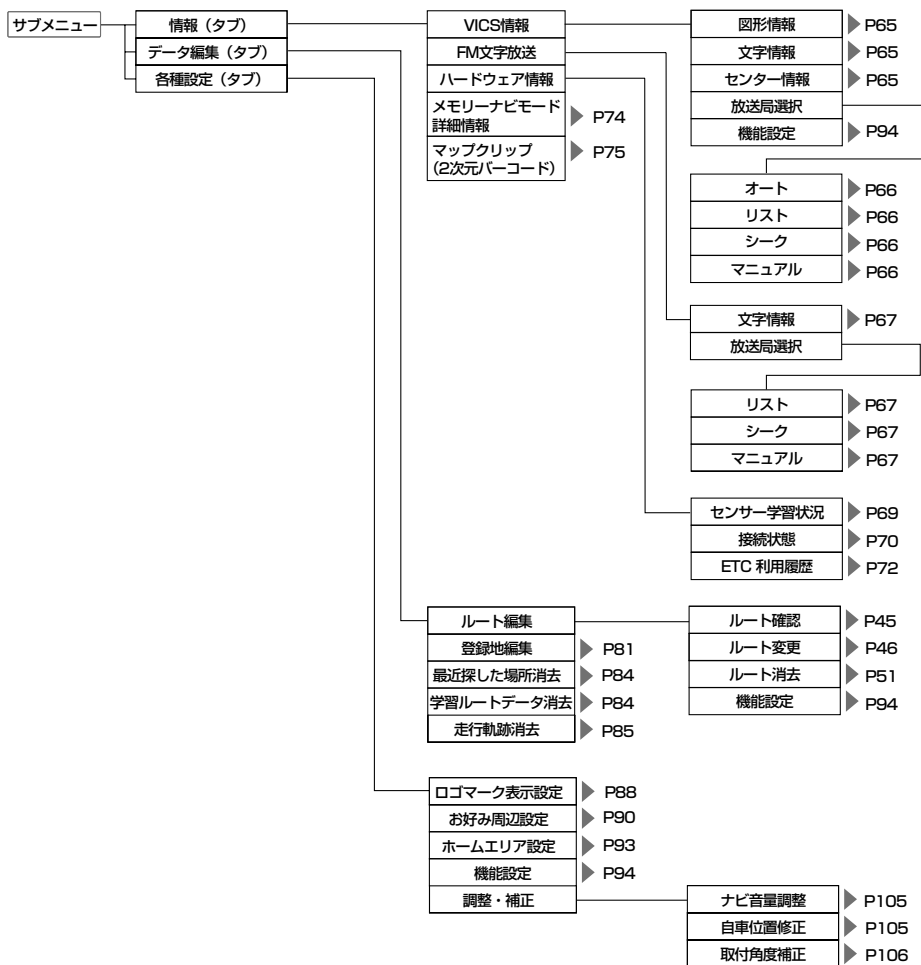 サブメニュー
情報（タブ）
データ編集（タブ）
各種設定（タブ）
VICS情報
FM文字放送
ハードウェア情報
メモリーナビモード
詳細情報
P74
マップクリップ
（2次元バーコード）
P75
図形情報 P65
文字情報 P65
センター情報 P65
放送局選択
機能設定 P94
オート P66
リスト P66
シーク P66
マニュアル P66
文字情報 P67
放送局選択
リスト P67
シーク P67
マニュアル P67
センサー学習状況 P69
接続状態 P70
ETC 利用履歴 P72
ルート編集
登録地編集 P81
最近探した場所消去 P84
学習ルートデータ消去 P84
走行軌跡消去 P85
ルート確認 P45
ルート変更 P46
ルート消去 P51
機能設定 P94
ロゴマーク表示設定 P88
お好み周辺設定 P90
ホームエリア設定 P93
機能設定 P94
調整・補正
ナビ音量調整 P105
自車位置修正 P105
取付角度補正 P106